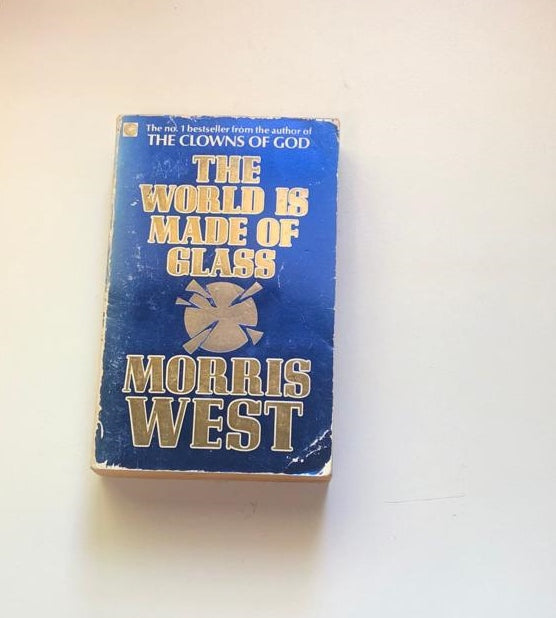 The no. 1 bestseller from the author of
THE CLOWNS OF GOD
THE
WORLD IS
MADE OF
GLASS
MORRIS
WEST